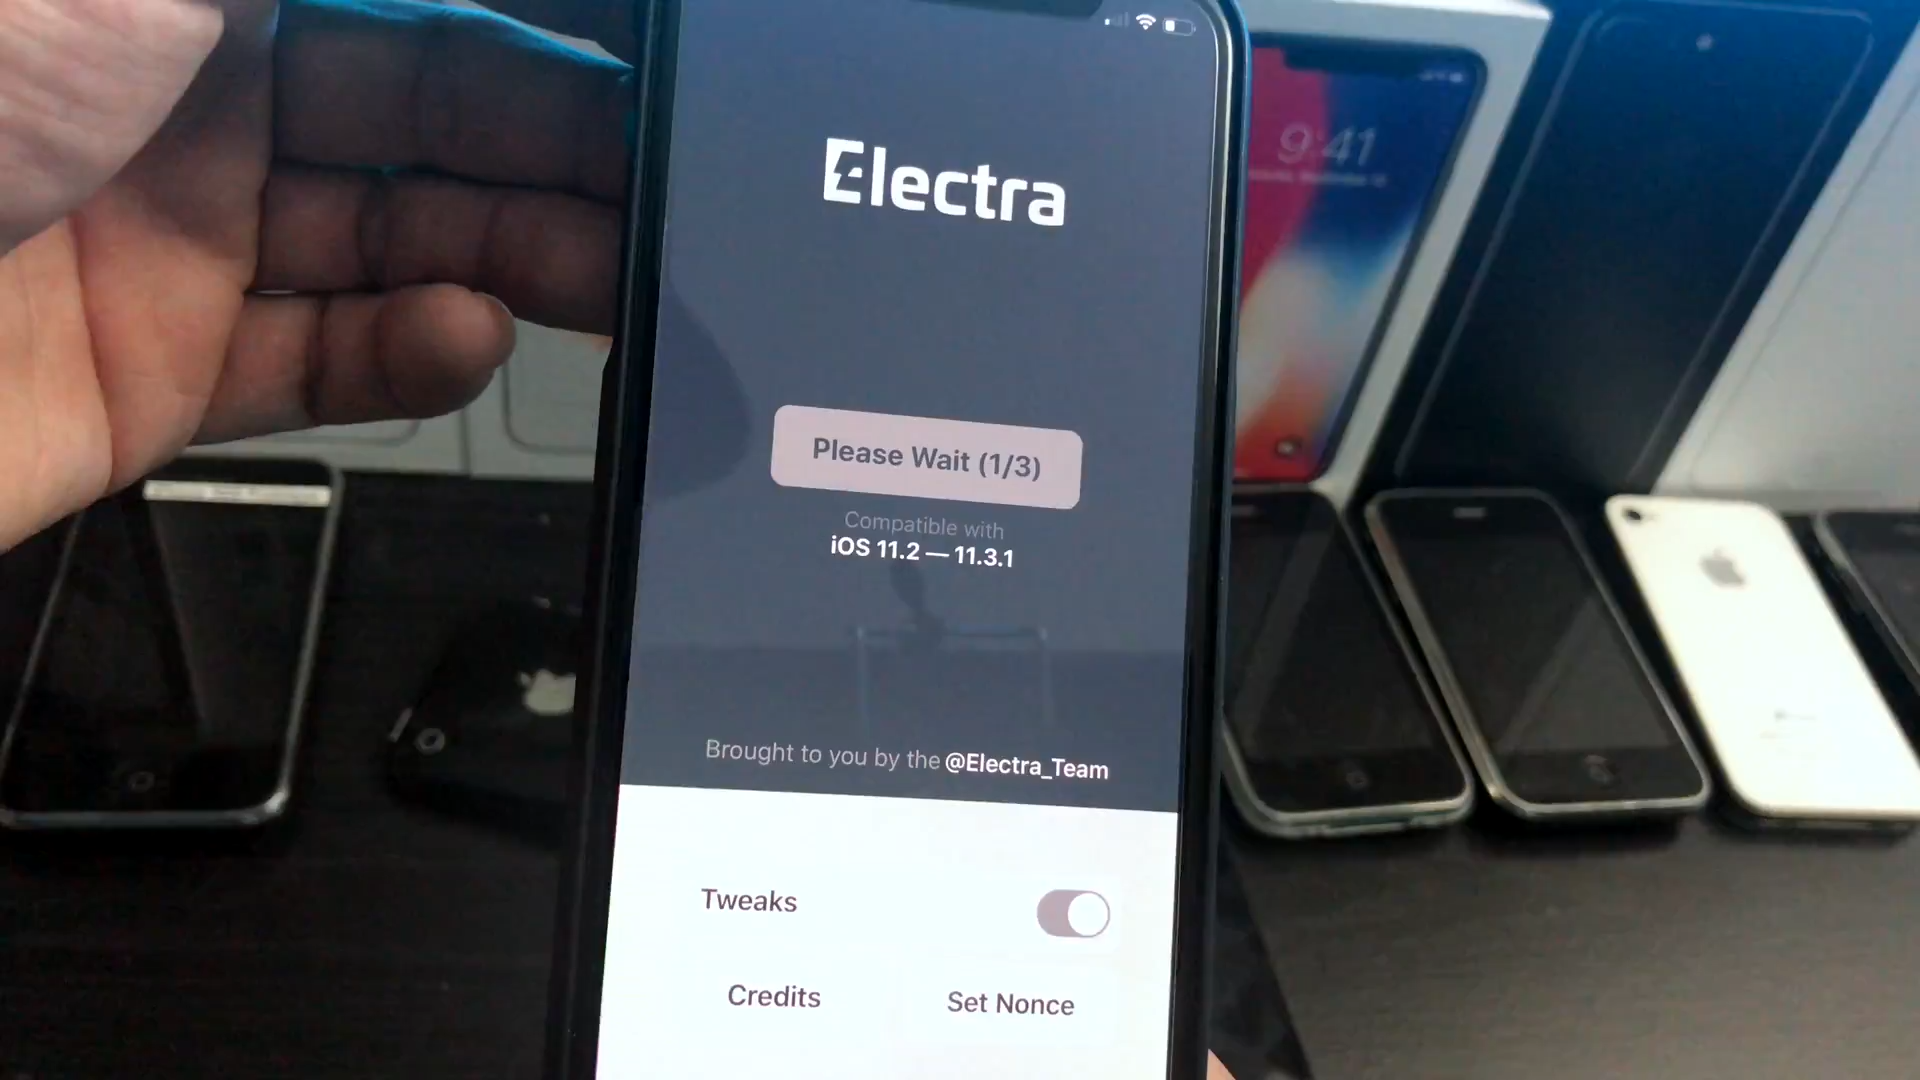 Electra
Please Wait (1/3)
Compatible with
iOS 11.2 — 11.3.1
Brought to you by the @Electra_Team
Tweaks
Credits
Set Nonce
9:41